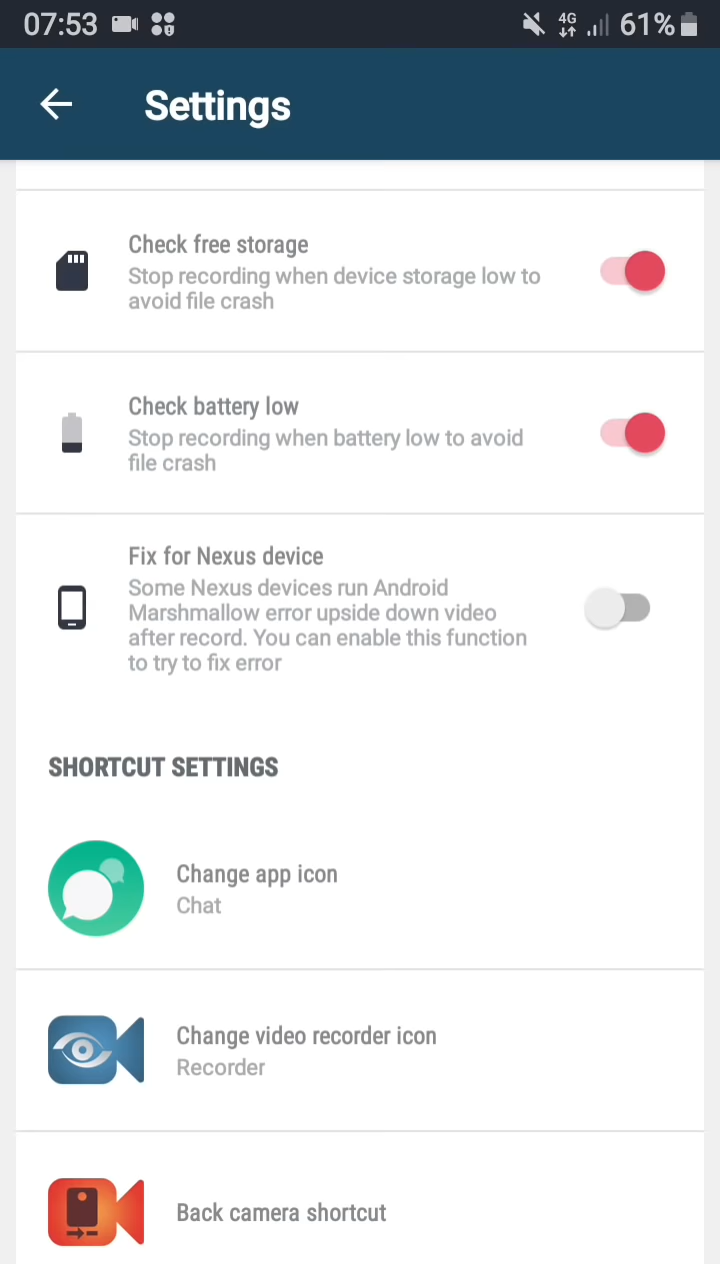 07:53
4G
61%
Settings
Check free storage
Stop recording when device storage low to
avoid file crash
Check battery low
Stop recording when battery low to avoid
file crash
Fix for Nexus device
Some Nexus devices run Android
Marshmallow error upside down video
after record. You can enable this function
to try to fix error
SHORTCUT SETTINGS
Change app icon
Chat
Change video recorder icon
Recorder
Back camera shortcut